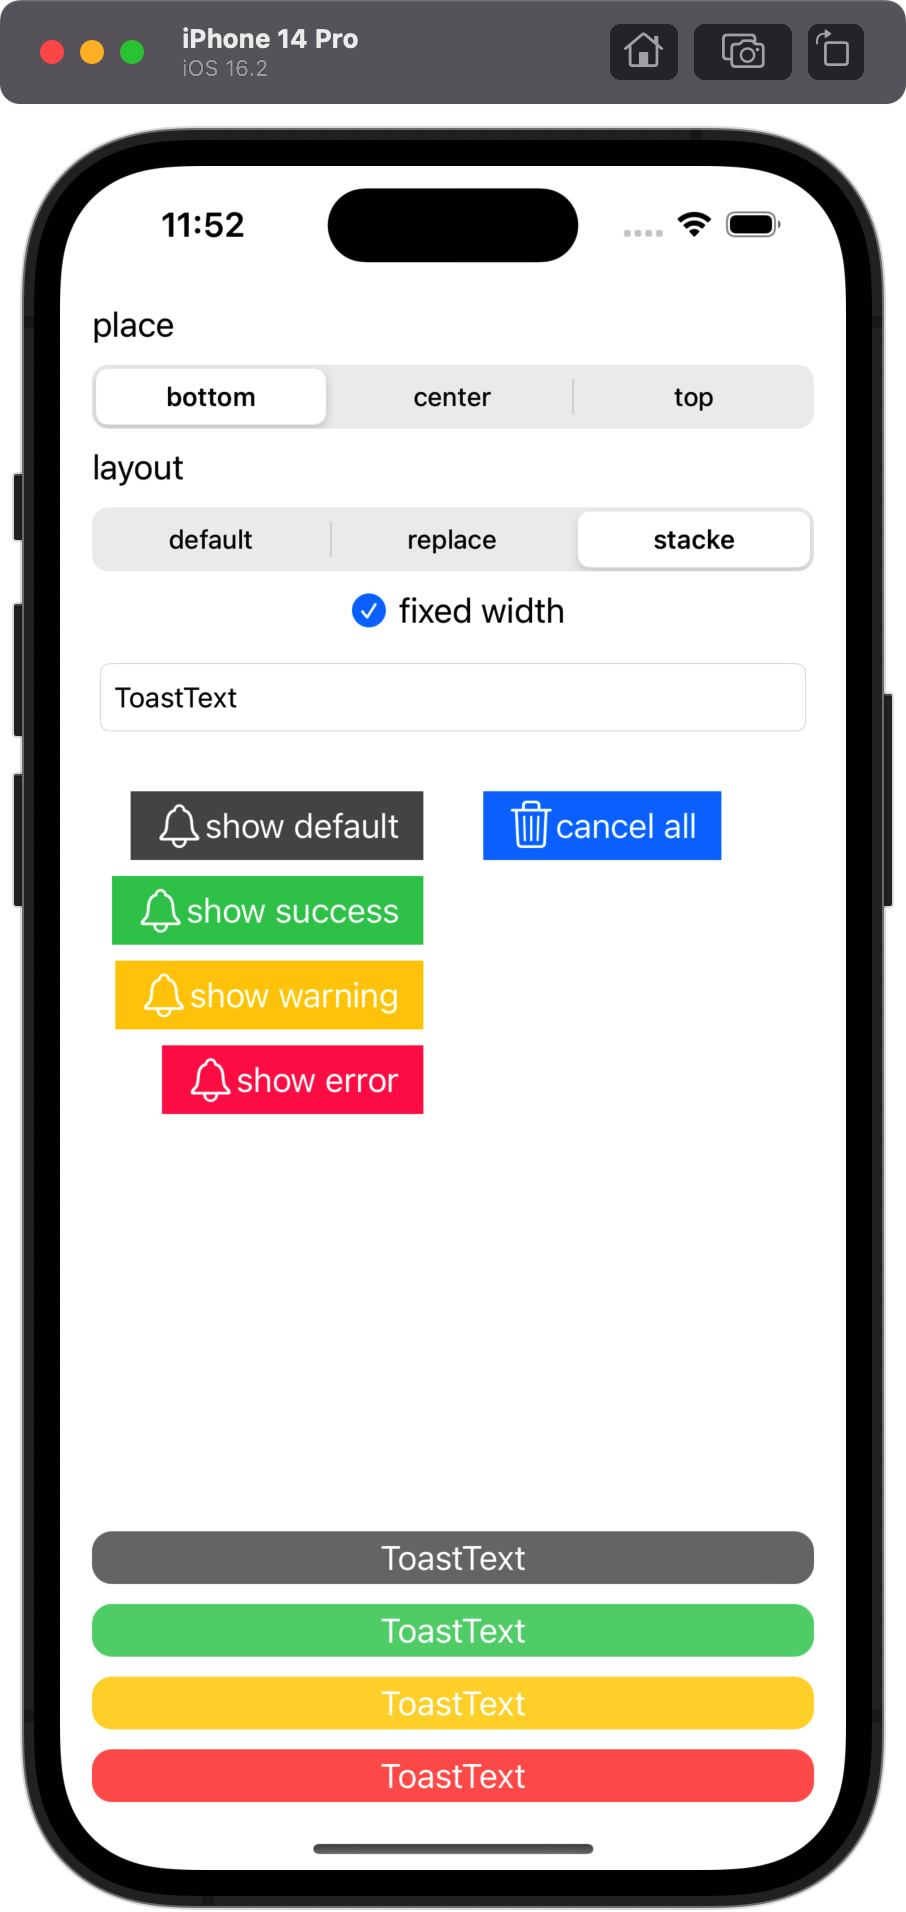 iPhone 14 Pro
iOS 16.2
11:52
place
bottom center top
layout
default replace stacke
fixed width
ToastText
show default cancel all
show success
show warning
show error
ToastText
ToastText
ToastText
ToastText